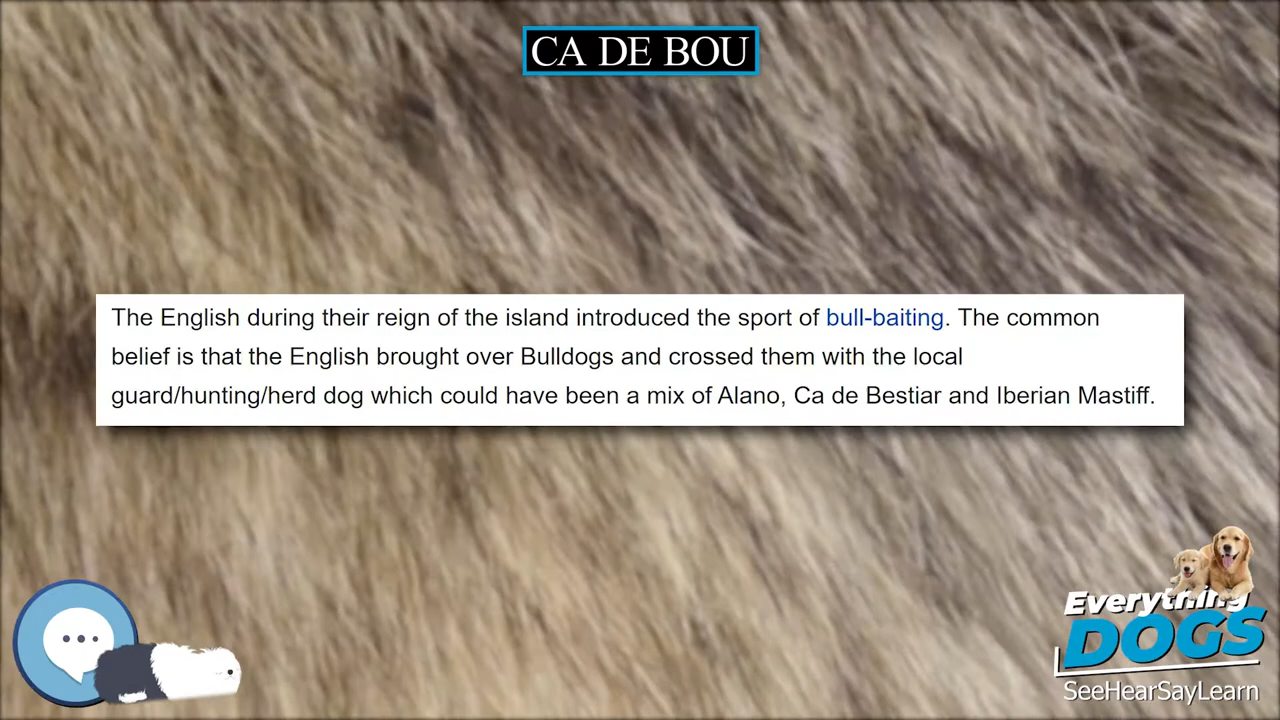 CA DE BOU
The English during their reign of the island introduced the sport of bull-baiting. The common
belief is that the English brought over Bulldogs and crossed them with the local
guard/hunting/herd dog which could have been a mix of Alano, Ca de Bestiar and Iberian Mastiff.
Everything
DOGS
SeeHearSayLearn